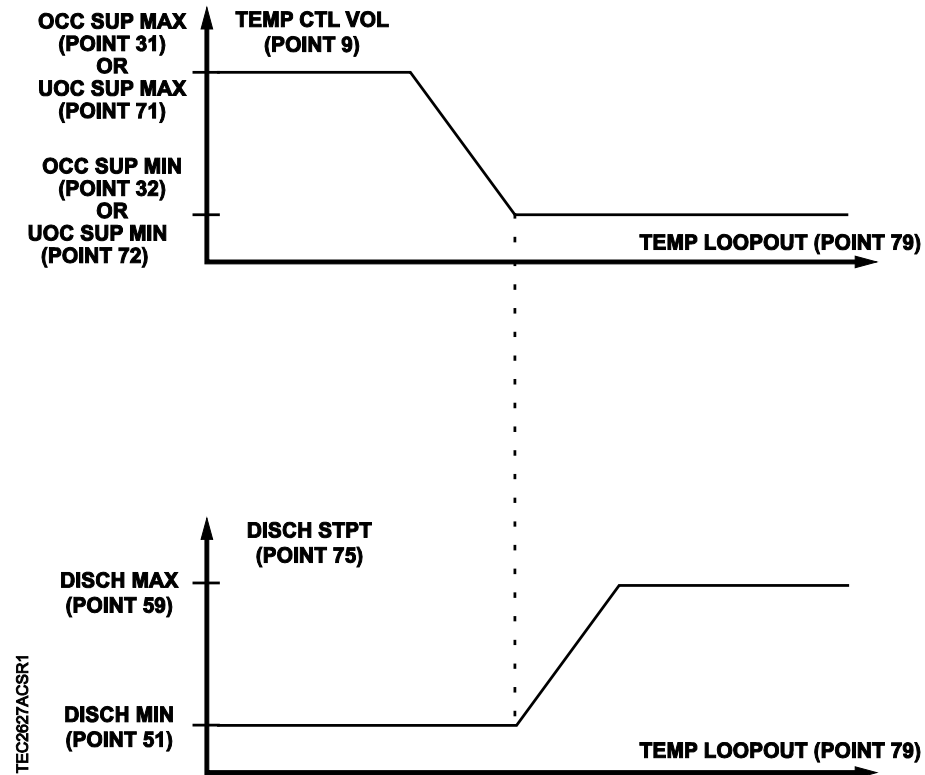 OCC SUP MAX
(POINT 31)
OR
UOC SUP MAX
(POINT 71)
TEMP CTL VOL
(POINT 9)
OCC SUP MIN
(POINT 32)
OR
UOC SUP MIN
(POINT 72)
TEMP LOOPOUT (POINT 79)
DISCH STPT
(POINT 75)
DISCH MAX
(POINT 59)
DISCH MIN
(POINT 51)
TEMP LOOPOUT (POINT 79)
TEC2627ACSR1